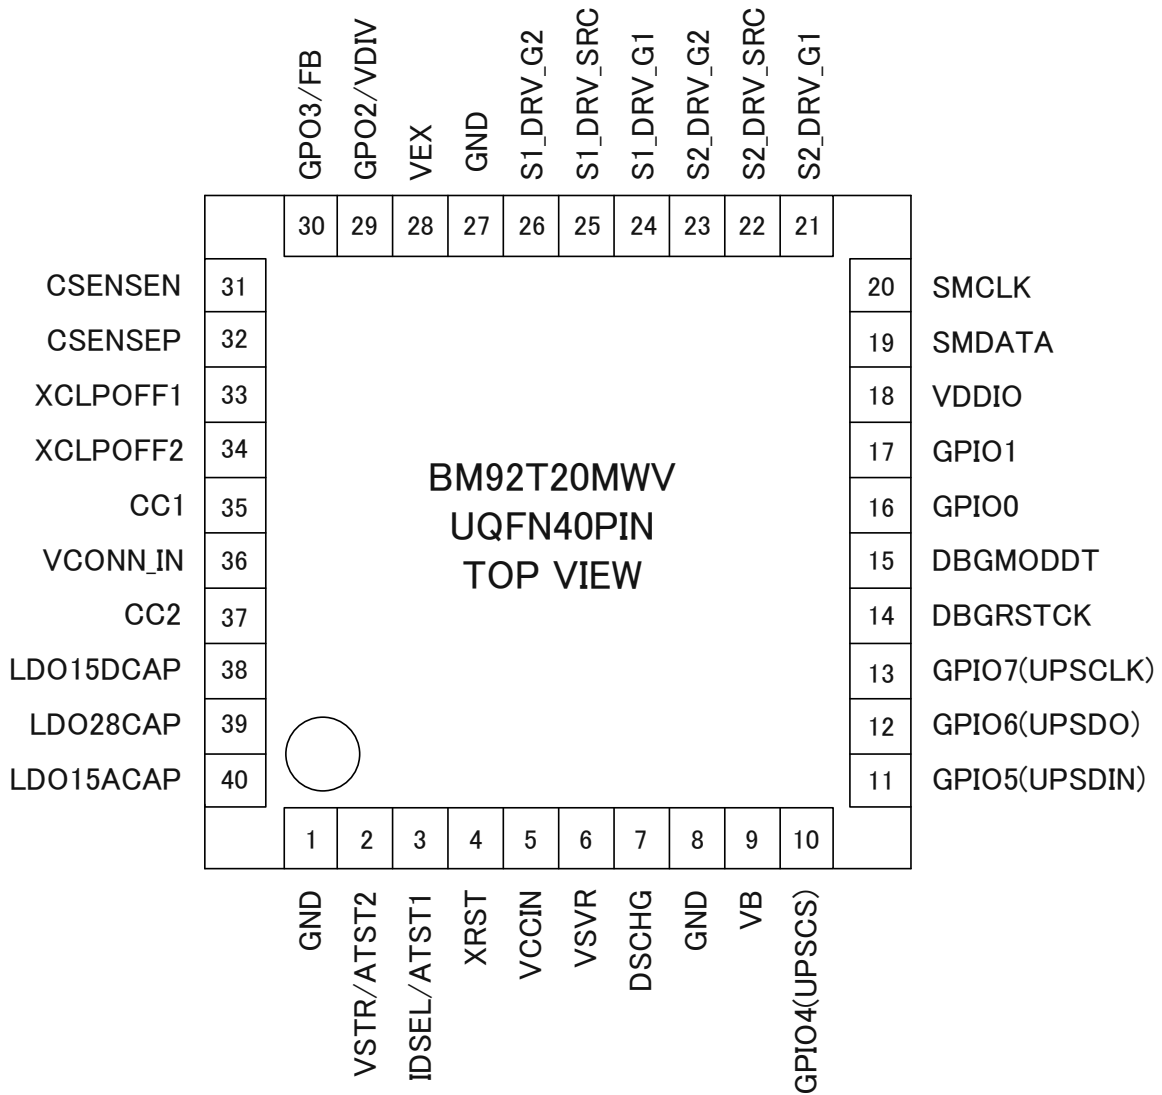 GPO3/FB
GPO2/VDIV
VEX
GND
S1_DRV_G2
S1_DRV_SRC
S1_DRV_G1
S2_DRV_G2
S2_DRV_SRC
S2_DRV_G1
30 29 28 27 26 25 24 23 22 21
CSENSEN 31
CSENSEP 32
XCLPOFF1 33
XCLPOFF2 34
CC1 35
VCONN_IN 36
CC2 37
LDO15DCAP 38
LDO28CAP 39
LDO15ACAP 40
BM92T20MWV
UQFN40PIN
TOP VIEW
20 SMCLK
19 SMDATA
18 VDDIO
17 GPIO1
16 GPIO0
15 DBGMODDT
14 DBGRSTCK
13 GPIO7(UPSCLK)
12 GPIO6(UPSDO)
11 GPIO5(UPSDIN)
1 2 3 4 5 6 7 8 9 10
GND
VSTR/ATST2
IDSEL/ATST1
XRST
VCCIN
VSVR
DSCHG
GND
VB
GPIO4(UPSCS)